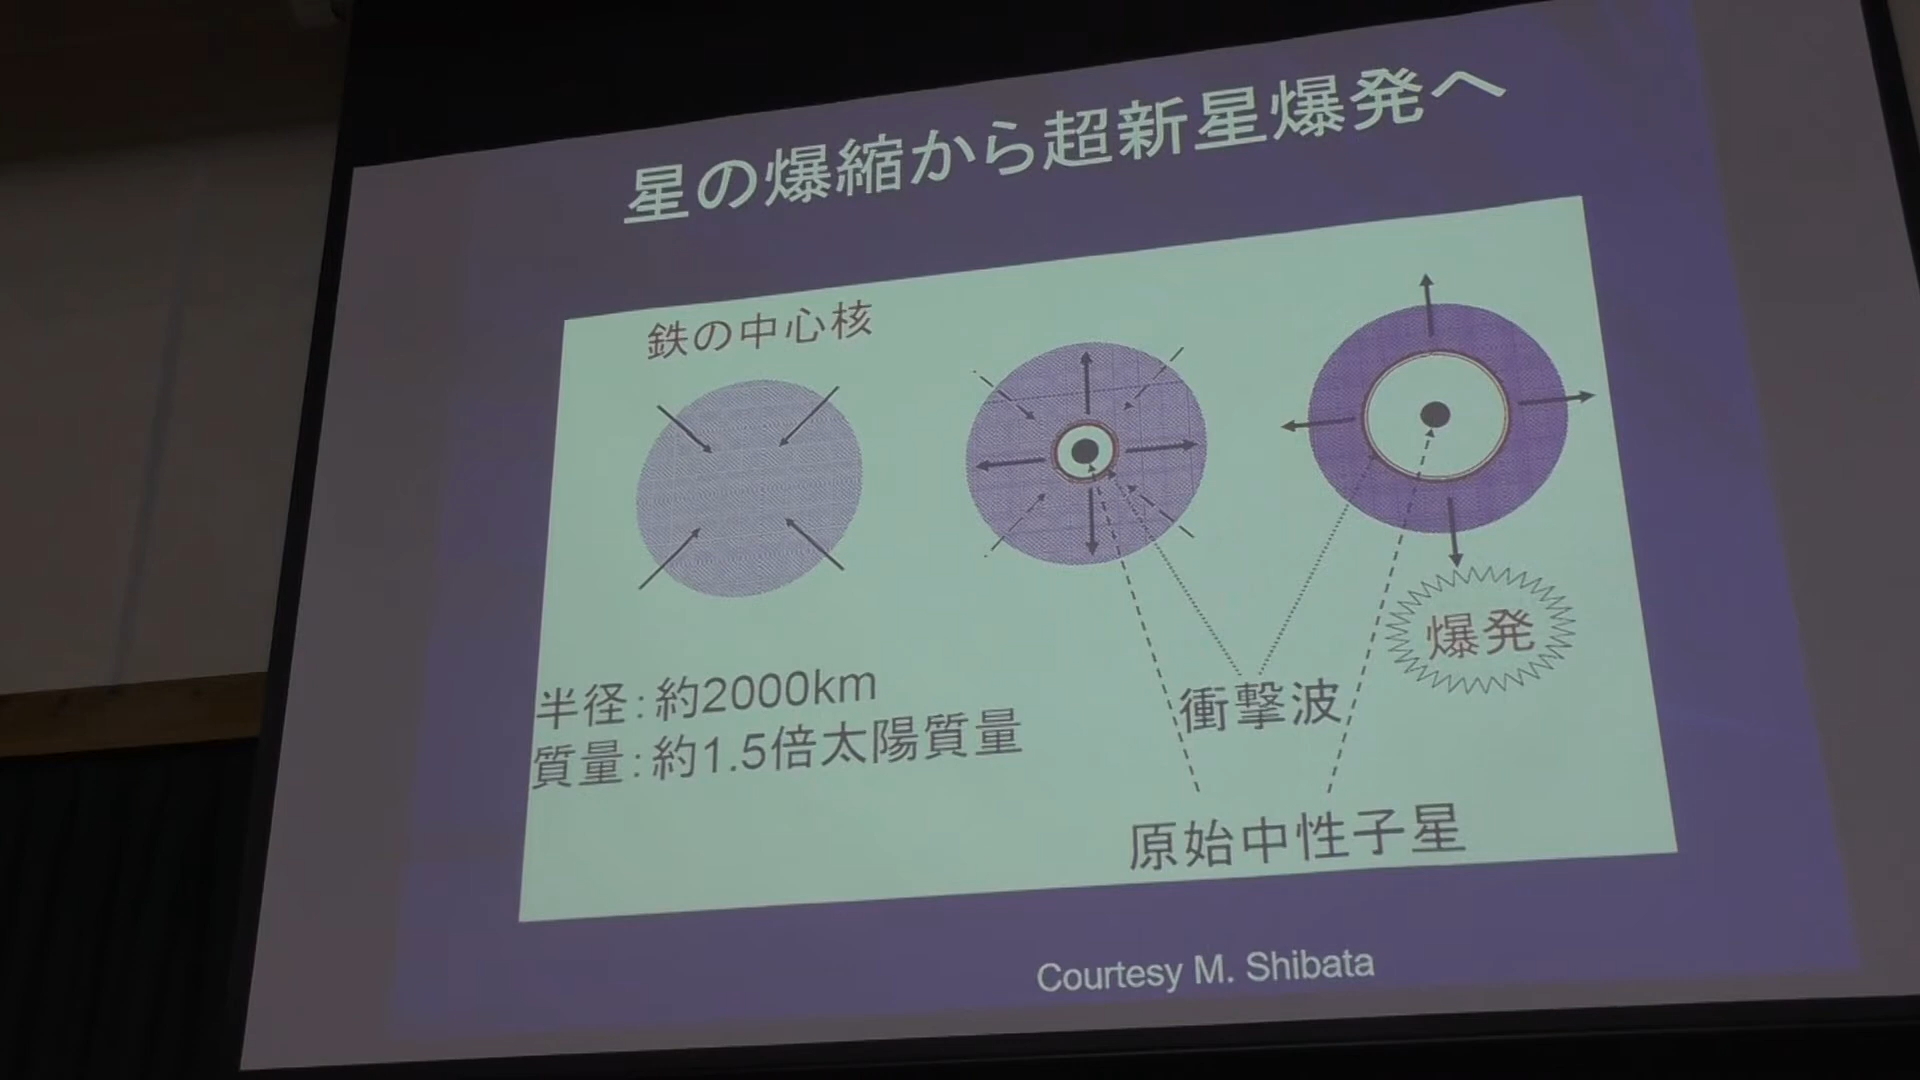 星の爆縮から超新星爆発へ
鉄の中心核
爆発
半径:約2000km
質量:約1.5倍太陽質量
衝撃波
原始中性子星
Courtesy M. Shibata